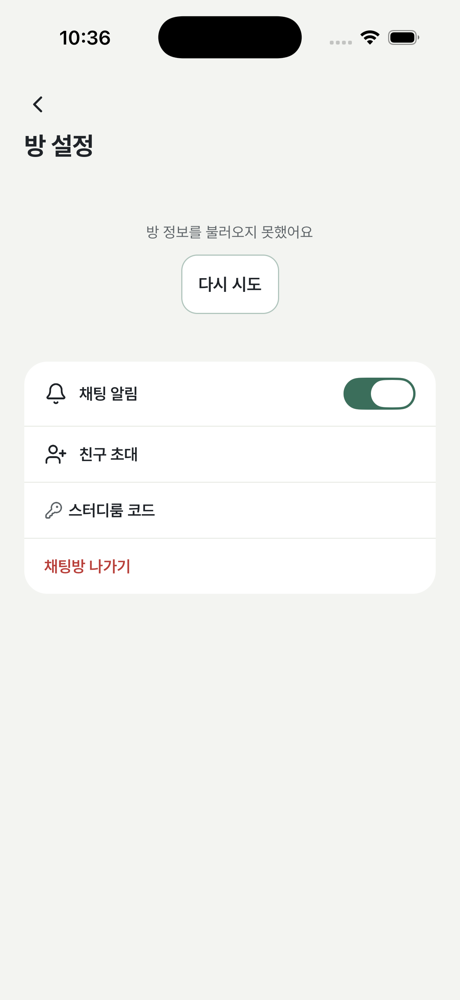 10:36
방 설정
방 정보를 불러오지 못했어요
다시 시도
채팅 알림
친구 초대
스터디룸 코드
채팅방 나가기